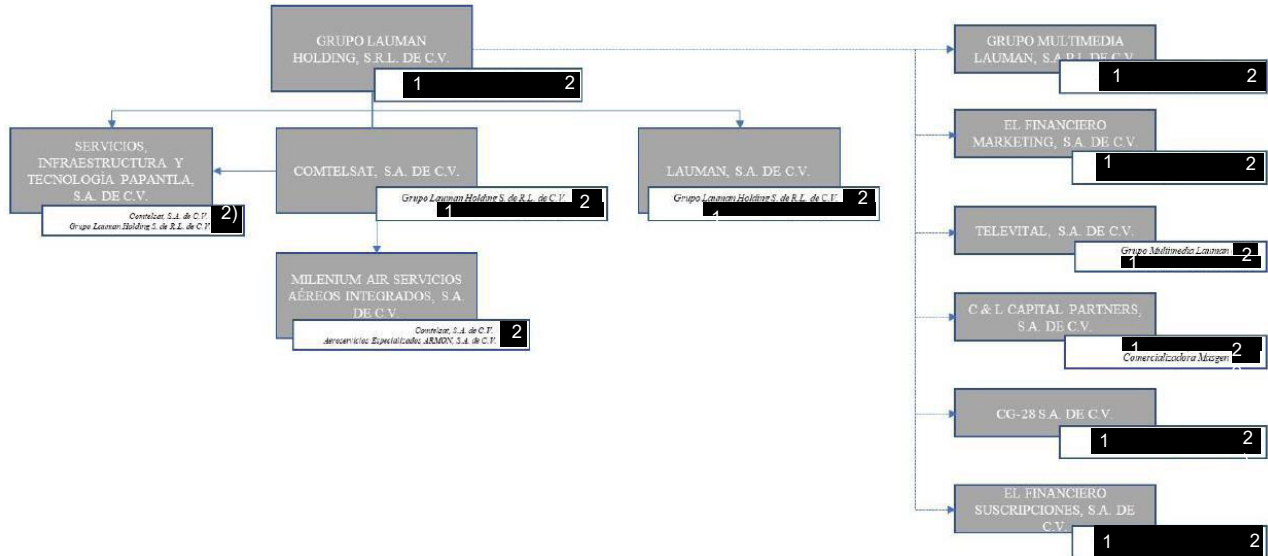 GRUPO LAUMAN
HOLDING, S.R.L. DE C.V.
1 2
SERVICIOS,
INFRAESTRUCTURA Y
TECNOLOGÍA PAPANTLA,
S.A. DE C.V.
Comtelsat, S.A. de C.V. 2)
Grupo Lauman Holding S. de R.L. de C.V.
COMTELSAT, S.A. DE C.V.
Grupo Lauman Holding S. de R.L. de C.V. 2
1
LAUMAN, S.A. DE C.V.
Grupo Lauman Holding S. de R.L. de C.V. 2
1
MILENIUM AIR SERVICIOS
AÉREOS INTEGRADOS, S.A.
DE C.V.
Comtelsat, S.A. de C.V. 2
Aeroservicios Especializados ARMON, S.A. de C.V.
GRUPO MULTIMEDIA
LAUMAN, S.A.P.I. DE C.V.
1 2
EL FINANCIERO
MARKETING, S.A. DE C.V.
1 2
TELEVITAL, S.A. DE C.V.
Grupo Multimedia Lauman 2
1
C & L CAPITAL PARTNERS,
S.A. DE C.V.
1 2
Comercializadora Masgen
CG-28 S.A. DE C.V.
1 2
EL FINANCIERO
SUSCRIPCIONES, S.A. DE
C.V.
1 2